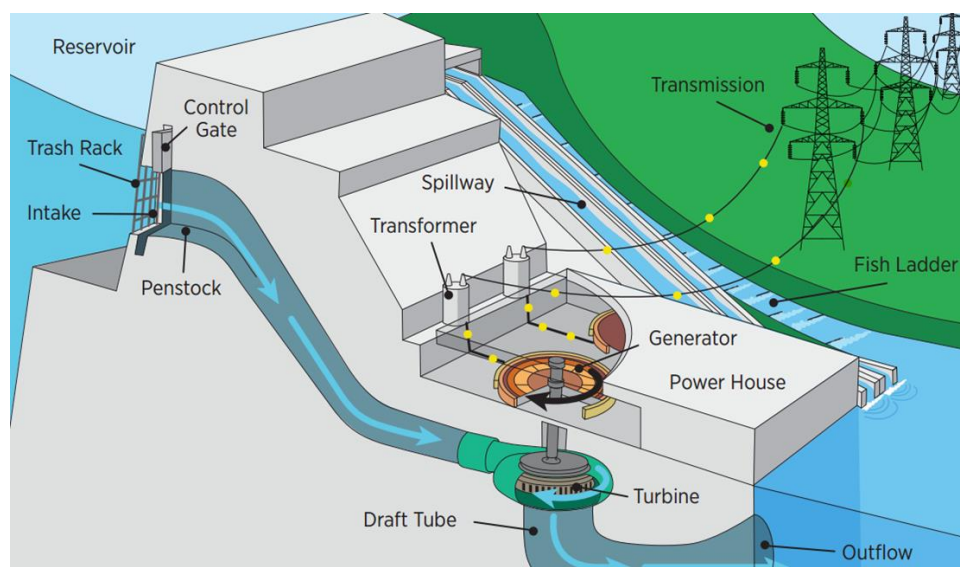 Reservoir
Control
Gate
Trash Rack
Intake
Penstock
Transmission
Spillway
Transformer
Fish Ladder
Generator
Power House
Turbine
Draft Tube
Outflow